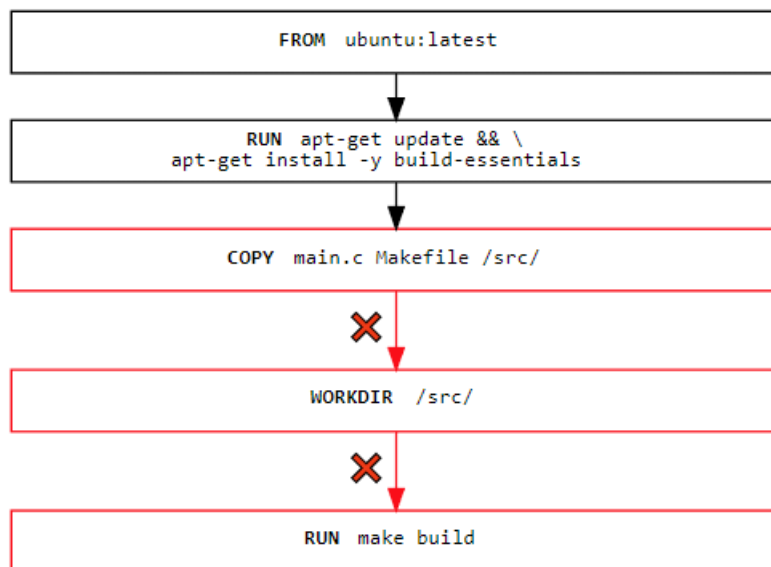 FROM ubuntu:latest
RUN apt-get update && \
apt-get install -y build-essentials
COPY main.c Makefile /src/
WORKDIR /src/
RUN make build